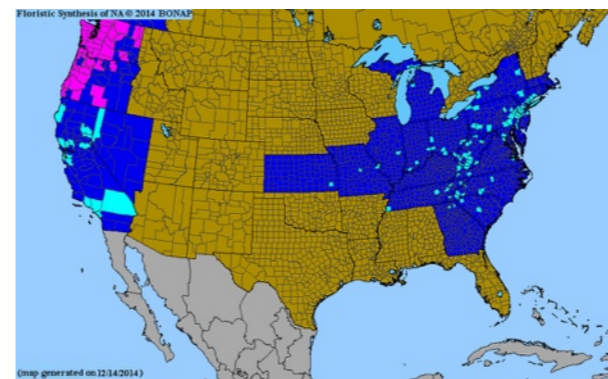 Floristic Synthesis of NA © 2014 BONAP
(map generated on 12/14/2014)